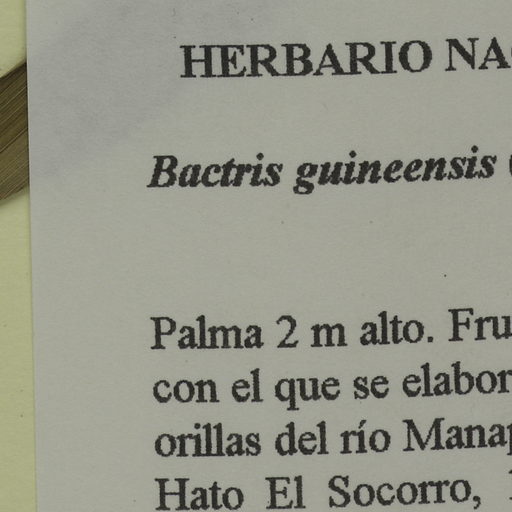 HERBARIO NA
Bactris guineensis (
Palma 2 m alto. Fru
con el que se elabor
orillas del río Manap
Hato El Socorro,